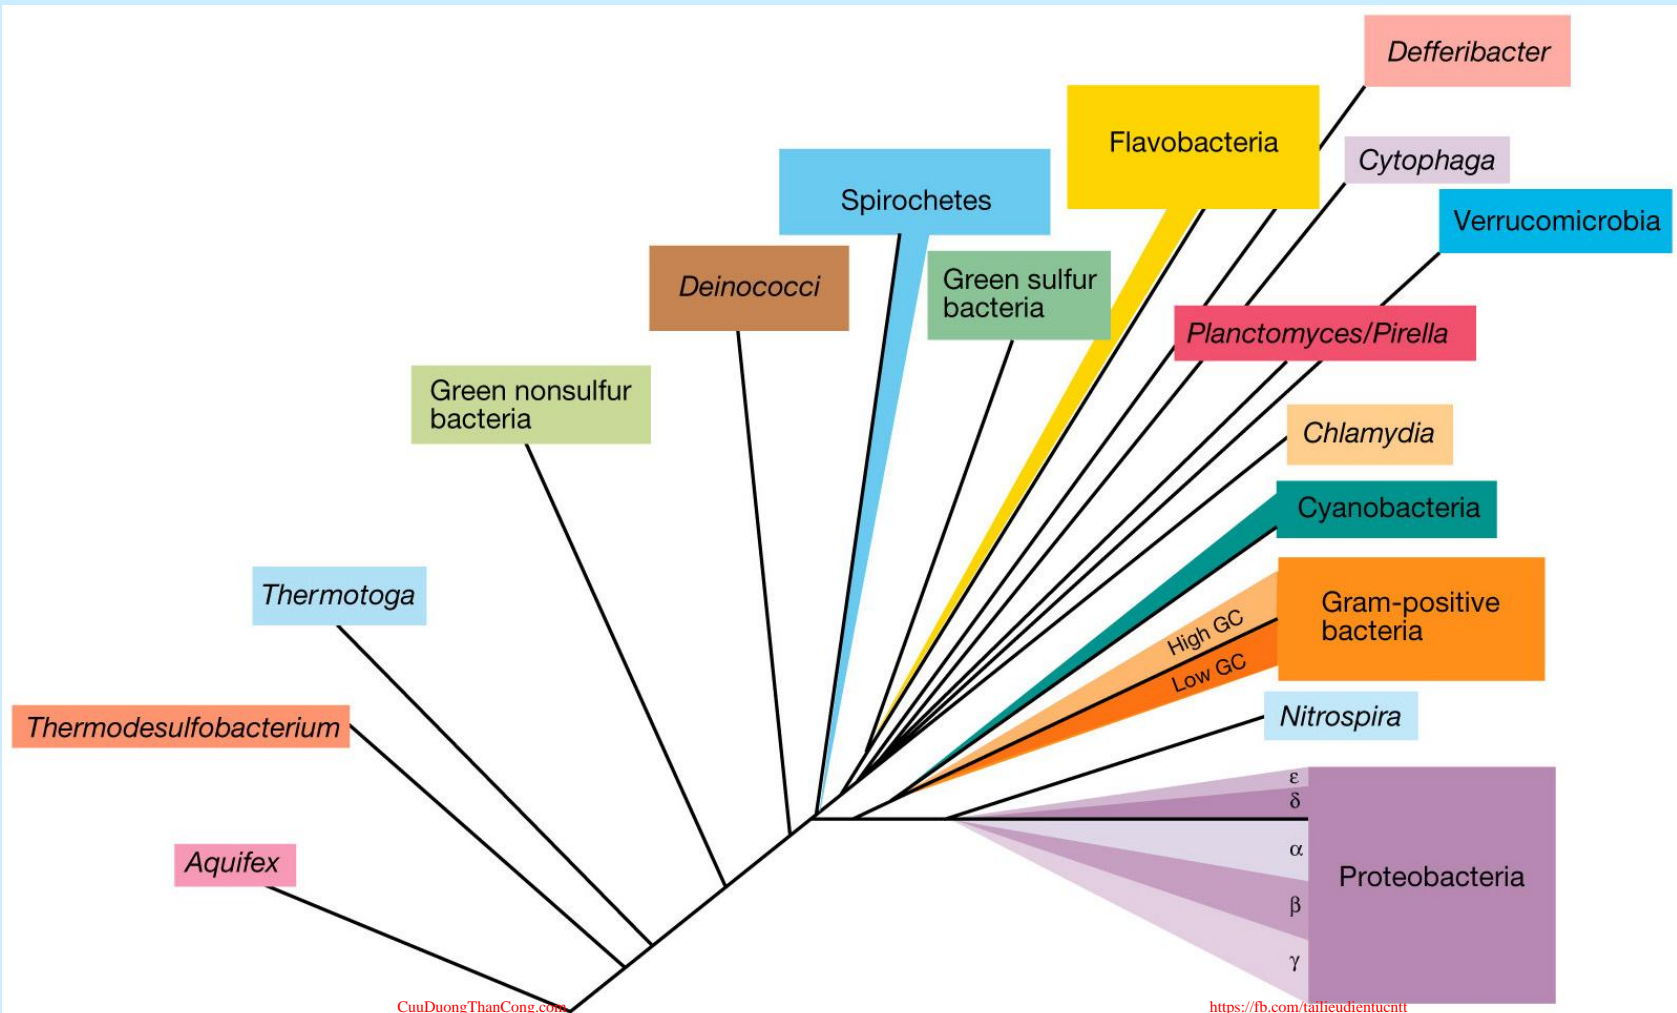 Defferibacter
Flavobacteria
Cytophaga
Spirochetes
Verrucomicrobia
Deinococci
Green sulfur
bacteria
Planctomyces/Pirella
Green nonsulfur
bacteria
Chlamydia
Cyanobacteria
Thermotoga
High GC
Low GC
Gram-positive
bacteria
Thermodesulfobacterium
Nitrospira
ε
δ
α
β
γ
Proteobacteria
Aquifex
CuuDuongThanCong.com
https://fb.com/tailieudientucntt